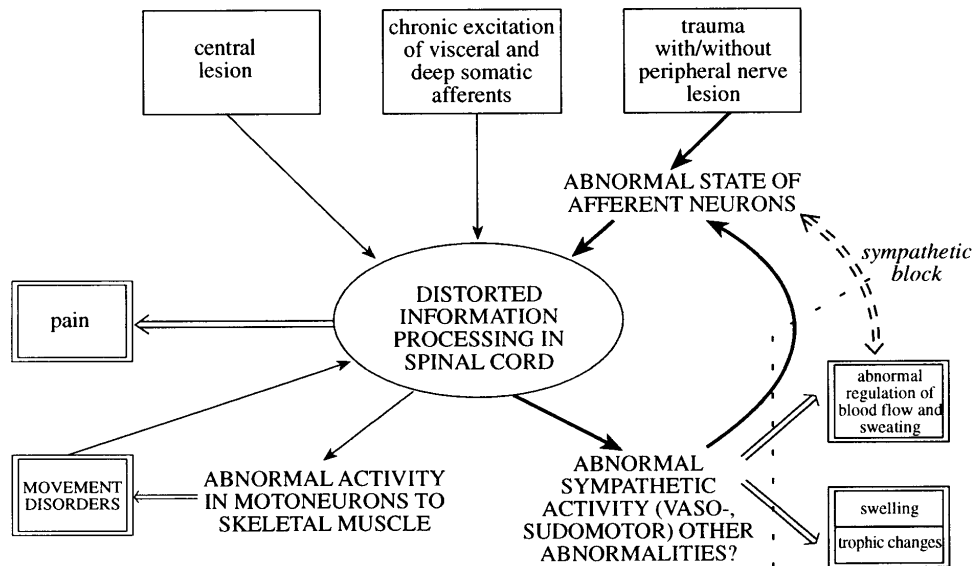 central
lesion
chronic excitation
of visceral and
deep somatic
afferents
trauma
with/without
peripheral nerve
lesion
ABNORMAL STATE OF
AFFERENT NEURONS
sympathetic
block
DISTORTED
INFORMATION
PROCESSING IN
SPINAL CORD
pain
abnormal
regulation of
blood flow and
sweating
MOVEMENT
DISORDERS
ABNORMAL ACTIVITY
IN MOTONEURONS TO
SKELETAL MUSCLE
ABNORMAL
SYMPATHETIC
ACTIVITY (VASO-,
SUDOMOTOR) OTHER
ABNORMALITIES?
swelling
trophic changes